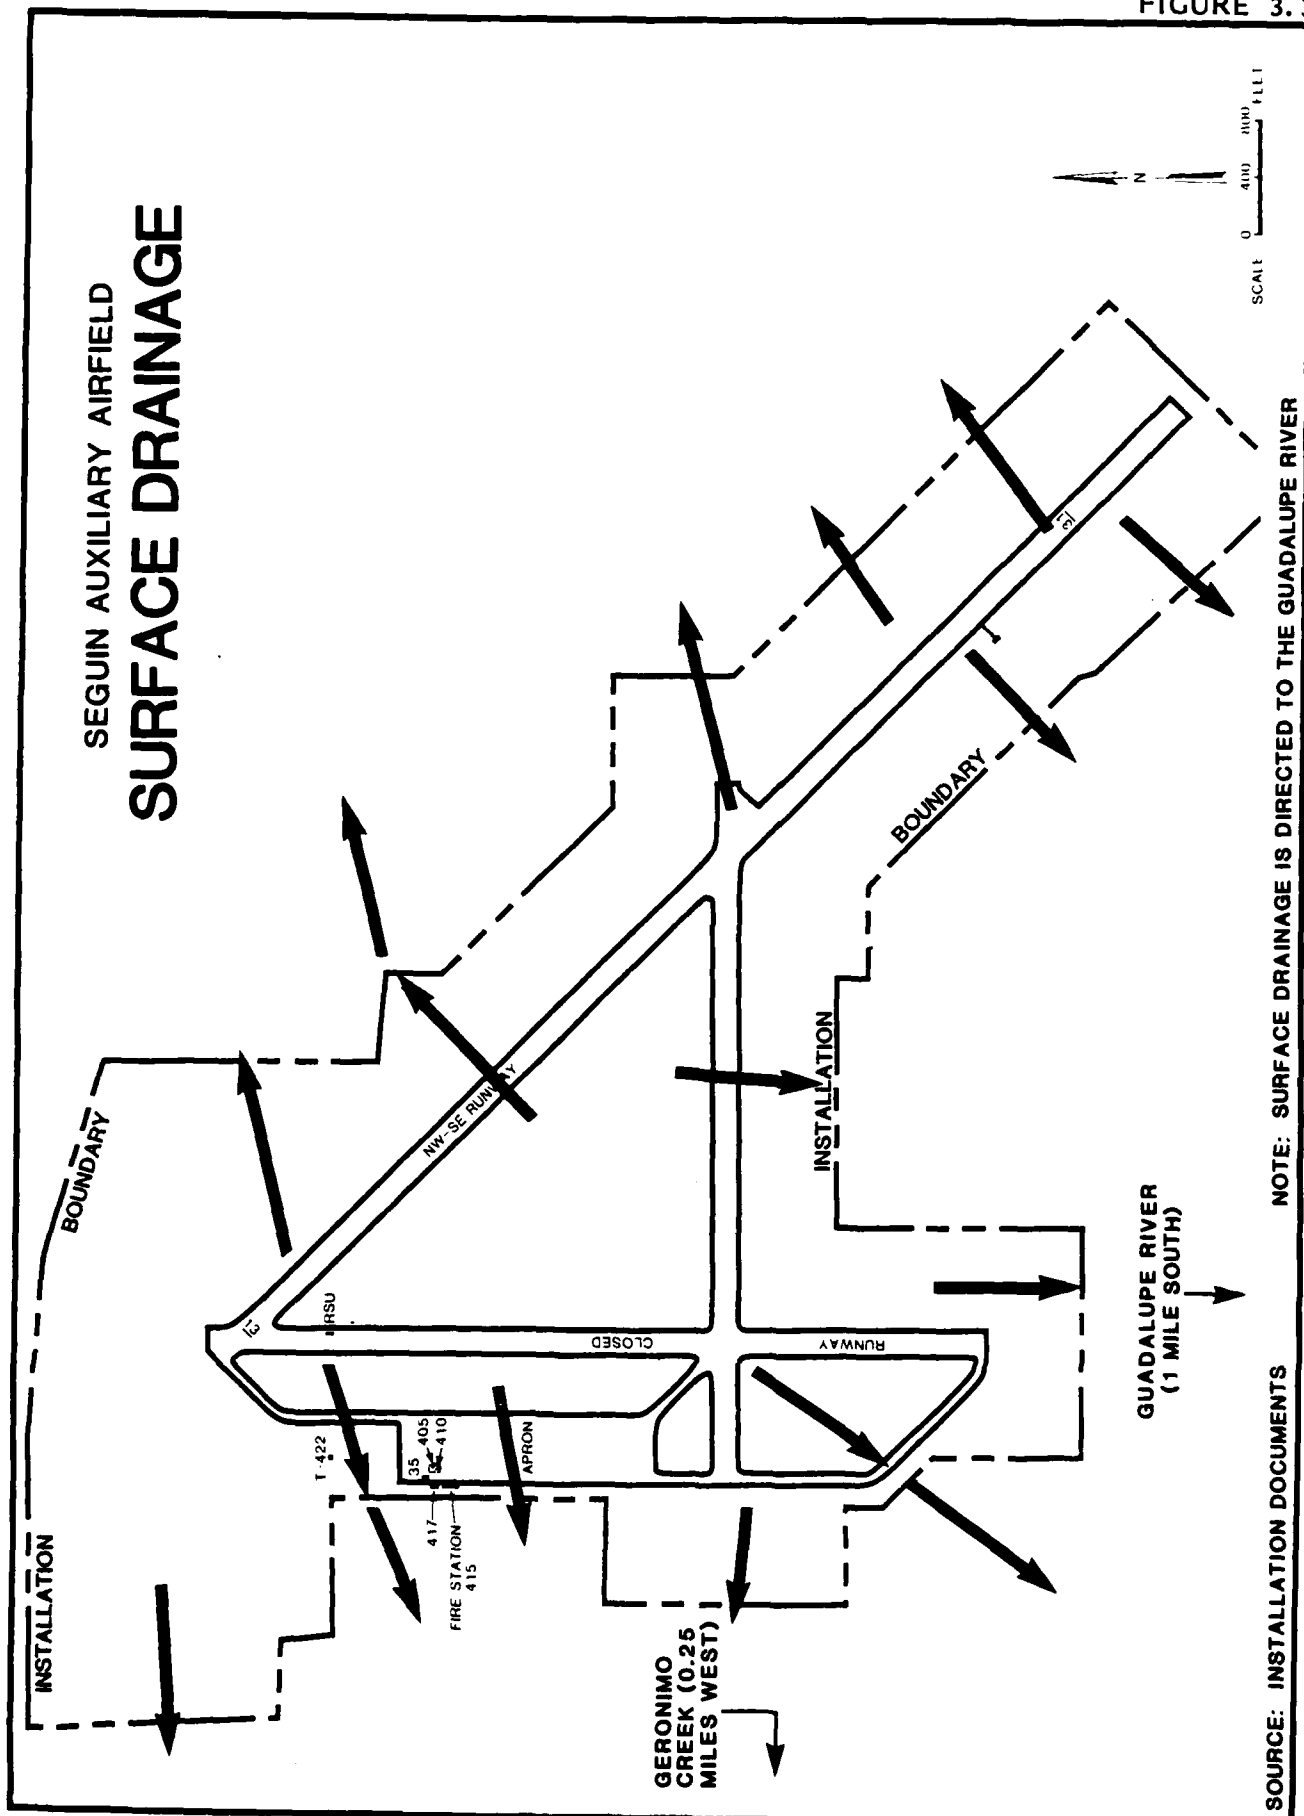 FIGURE 3.
SEGUIN AUXILIARY AIRFIELD
SURFACE DRAINAGE
INSTALLATION
BOUNDARY
13
RSU
NW-SE RUNWAY
T-422
35
405
410
417
FIRE STATION
415
APRON
CLOSED
RUNWAY
INSTALLATION
BOUNDARY
31
GERONIMO
CREEK (0.25
MILES WEST)
GUADALUPE RIVER
(1 MILE SOUTH)
N
SCALE 0 400 800 FEET
SOURCE: INSTALLATION DOCUMENTS
NOTE: SURFACE DRAINAGE IS DIRECTED TO THE GUADALUPE RIVER